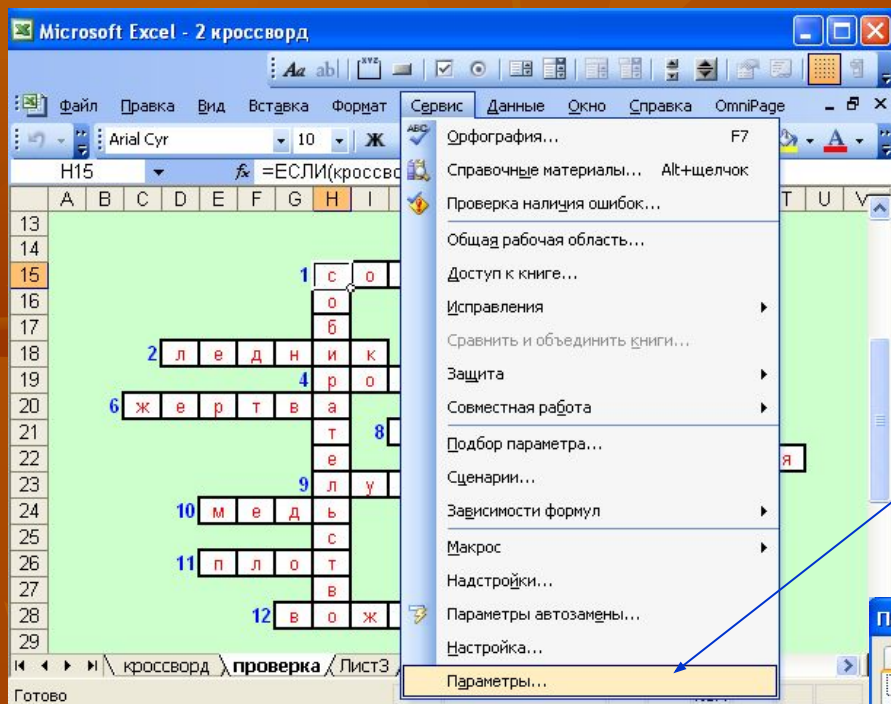 Microsoft Excel - 2 кроссворд
Aa ab|
Файл Правка Вид Вставка Формат Сервис Данные Окно Справка OmniPage
Arial Cyr 10 Ж А
H15 fx =ЕСЛИ(кроссво
A B C D E F G H I T U V
13
14
15 1 с о
16 о
17 б
18 2 л е д н и к
19 4 р о
20 6 ж е р т в а
21 т 8
22 е я
23 9 л у
24 10 м е д ь
25 с
26 11 п л о т
27 в
28 12 в о ж
29
кроссворд проверка Лист3
Готово
Орфография... F7
Справочные материалы... Alt+щелчок
Проверка наличия ошибок...
Общая рабочая область...
Доступ к книге...
Исправления
Сравнить и объединить книги...
Защита
Совместная работа
Подбор параметра...
Сценарии...
Зависимости формул
Макрос
Надстройки...
Параметры автозамены...
Настройка...
Параметры...